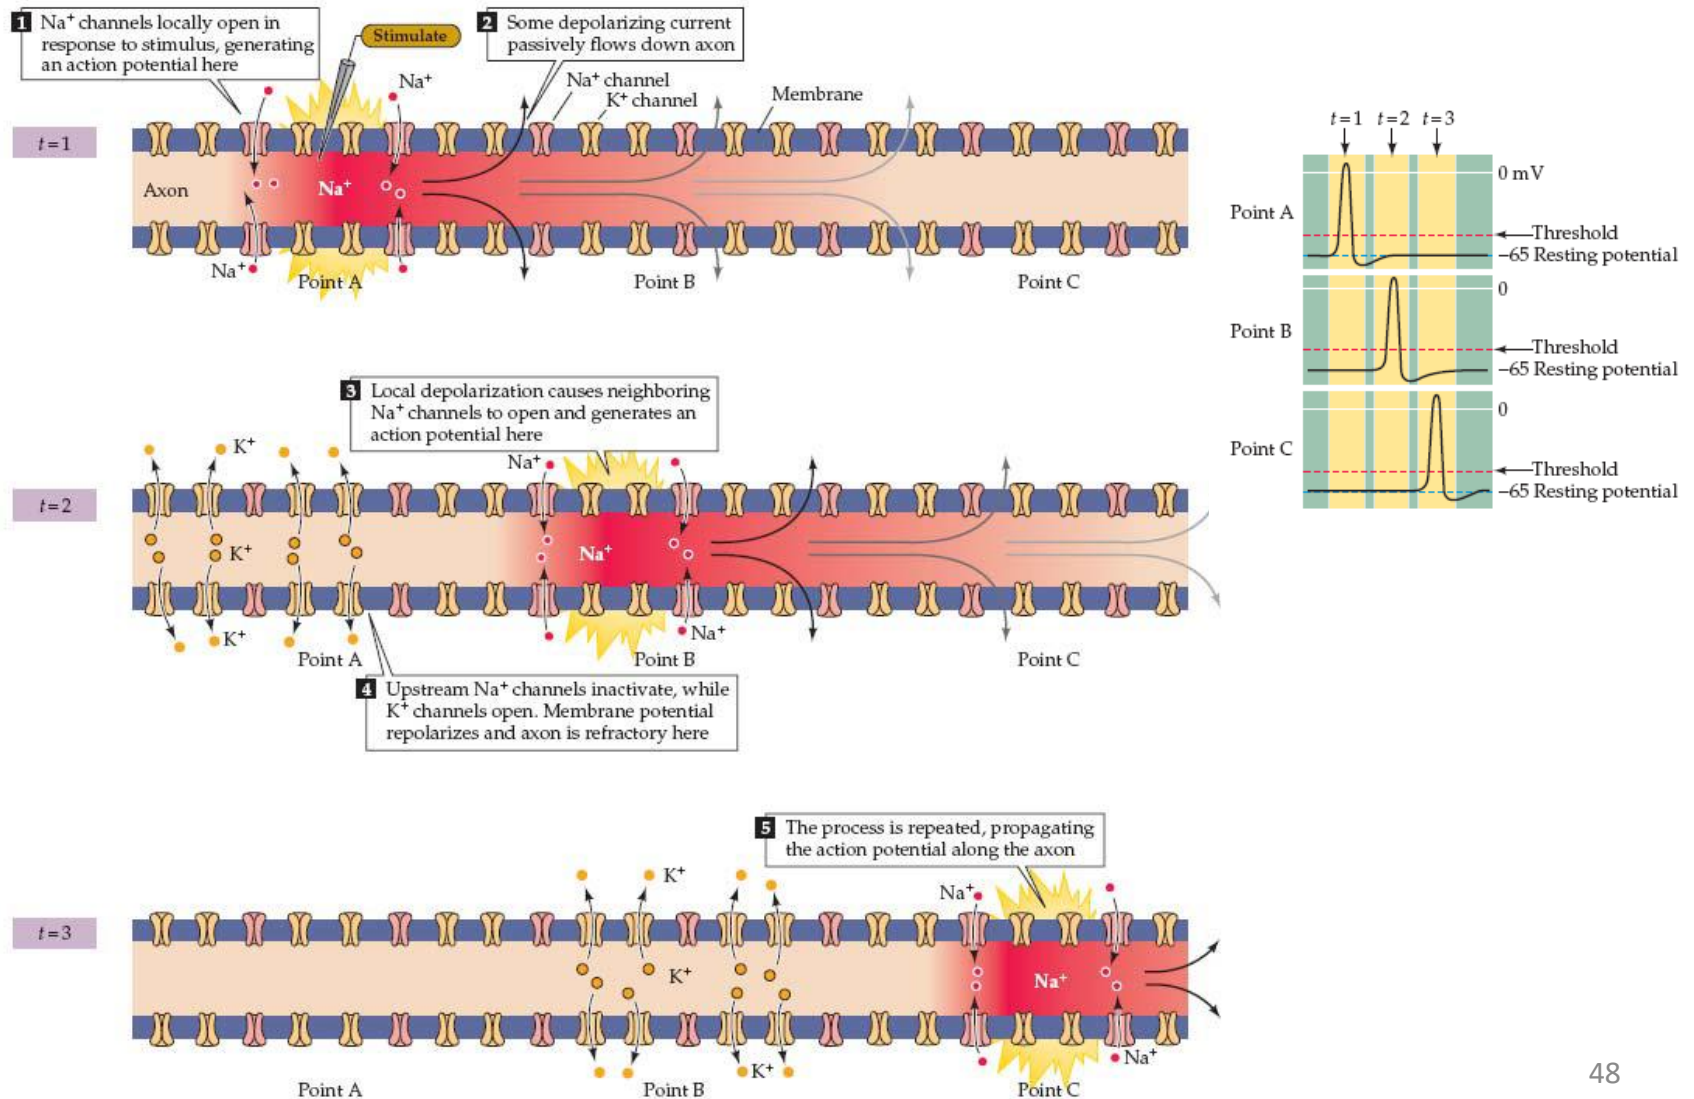 1 Na⁺ channels locally open in
response to stimulus, generating
an action potential here
Stimulate
2 Some depolarizing current
passively flows down axon
Na⁺
Na⁺ channel
K⁺ channel
Membrane
t=1
Axon
Na⁺
Na⁺
Point A
Point B
Point C
t=1 t=2 t=3
Point A
0 mV
Threshold
–65 Resting potential
Point B
0
Threshold
–65 Resting potential
Point C
0
Threshold
–65 Resting potential
3 Local depolarization causes neighboring
Na⁺ channels to open and generates an
action potential here
K⁺
Na⁺
t=2
K⁺
Na⁺
K⁺
Na⁺
Point A
Point B
Point C
4 Upstream Na⁺ channels inactivate, while
K⁺ channels open. Membrane potential
repolarizes and axon is refractory here
5 The process is repeated, propagating
the action potential along the axon
K⁺
Na⁺
t=3
K⁺
Na⁺
K⁺
Na⁺
Point A
Point B
Point C
48